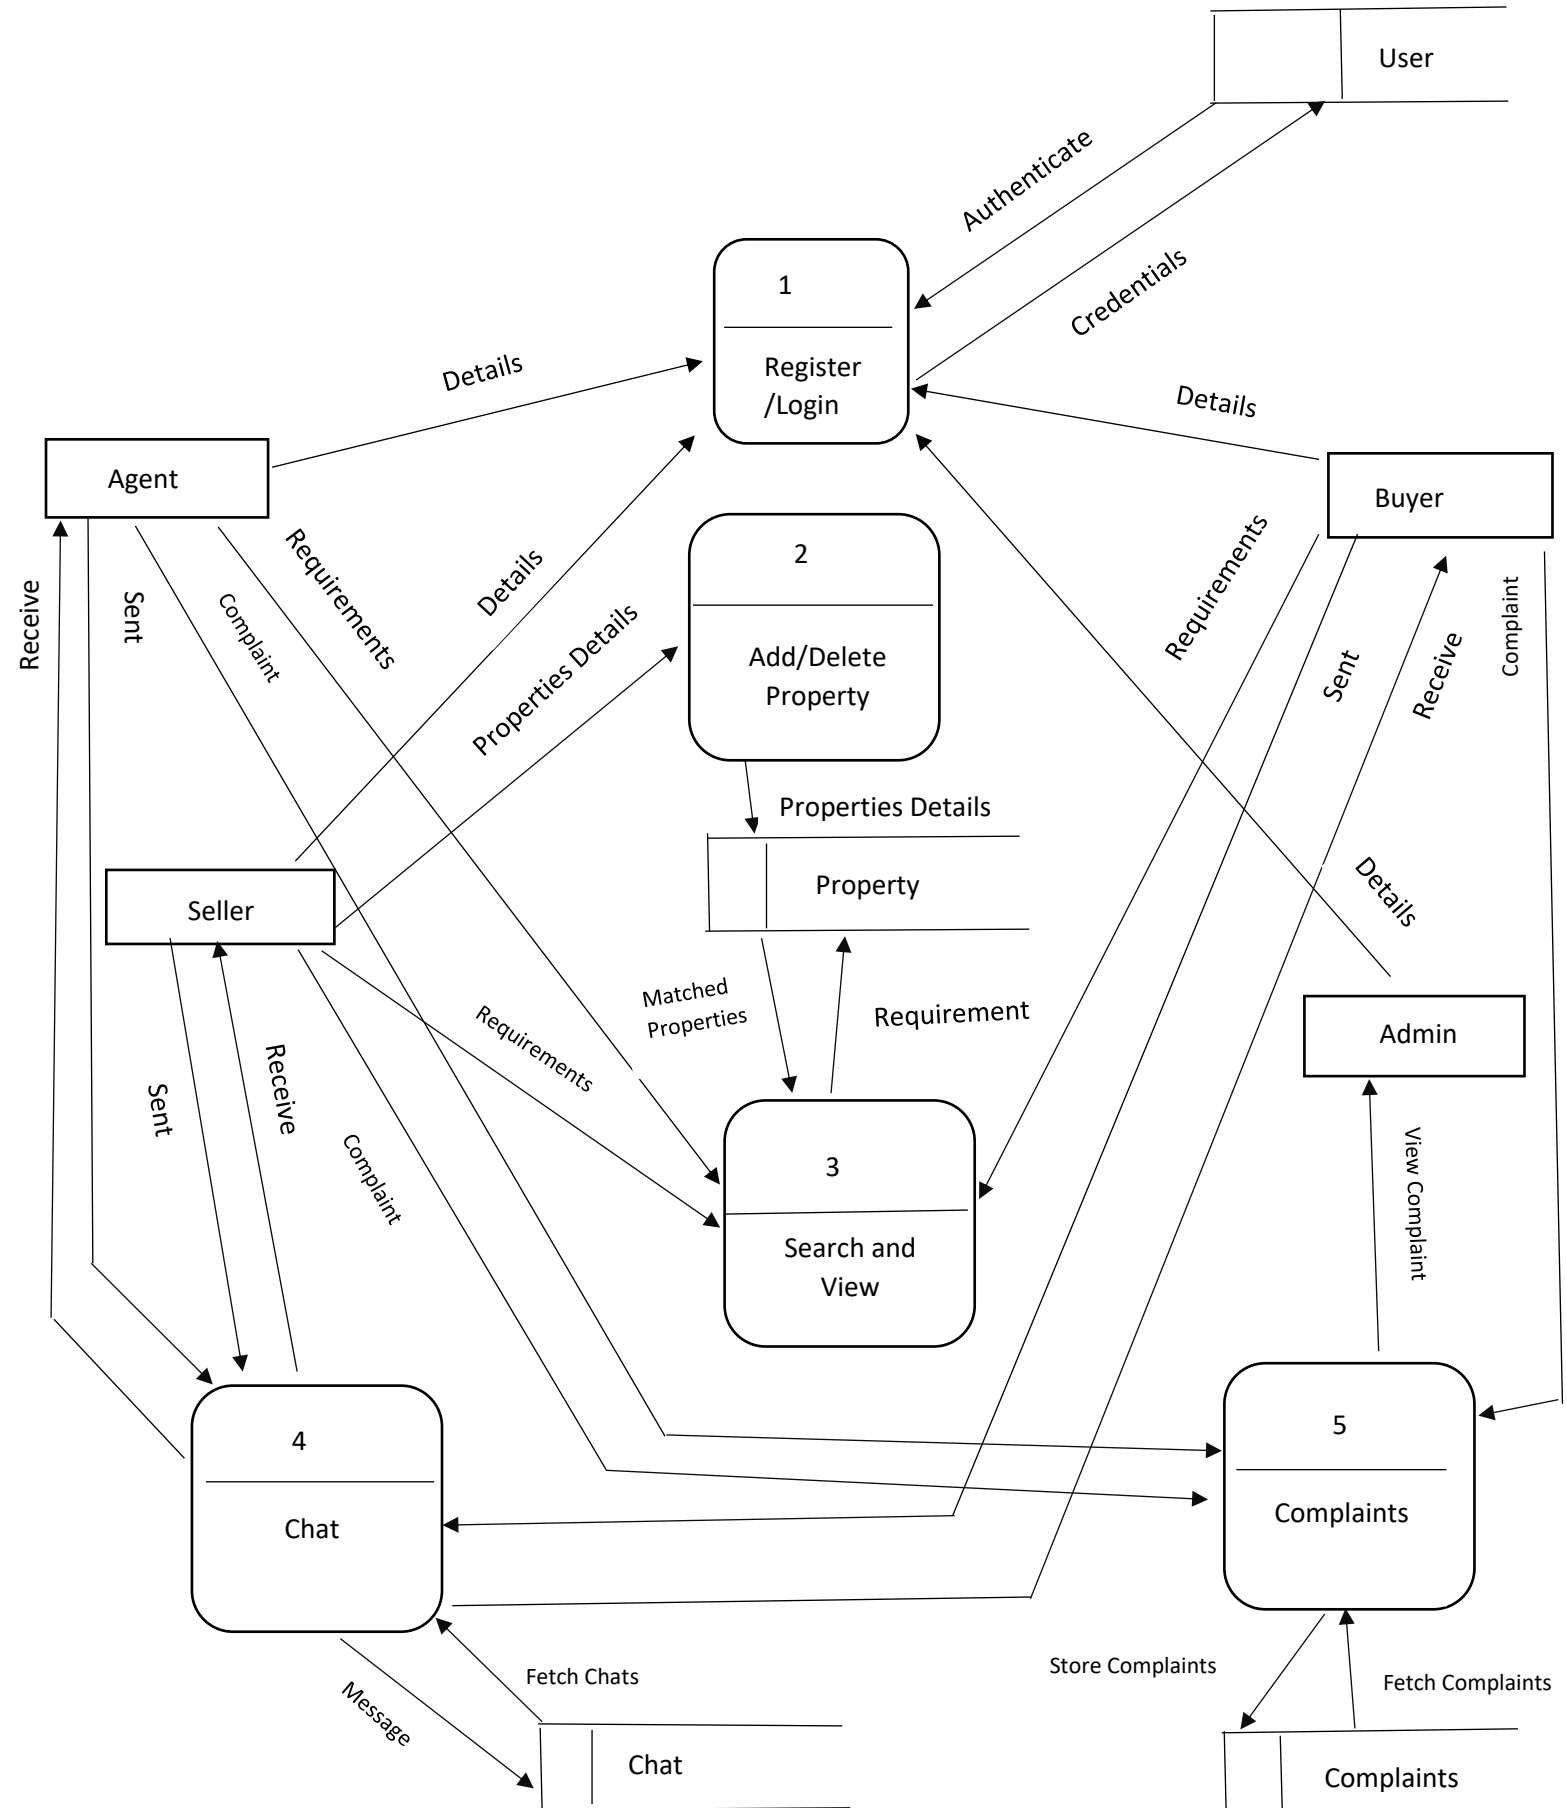 User
Authenticate
Credentials
1
Register
/Login
Details
Details
Agent
Buyer
Requirements
Details
2
Requirements
Receive
Sent
Complaint
Properties Details
Add/Delete
Property
Sent
Receive
Complaint
Properties Details
Property
Seller
Details
Matched
Properties
Requirement
Requirements
Admin
Sent
Receive
Complaint
3
Search and
View
View Complaint
4
Chat
5
Complaints
Fetch Chats
Message
Store Complaints
Fetch Complaints
Chat
Complaints